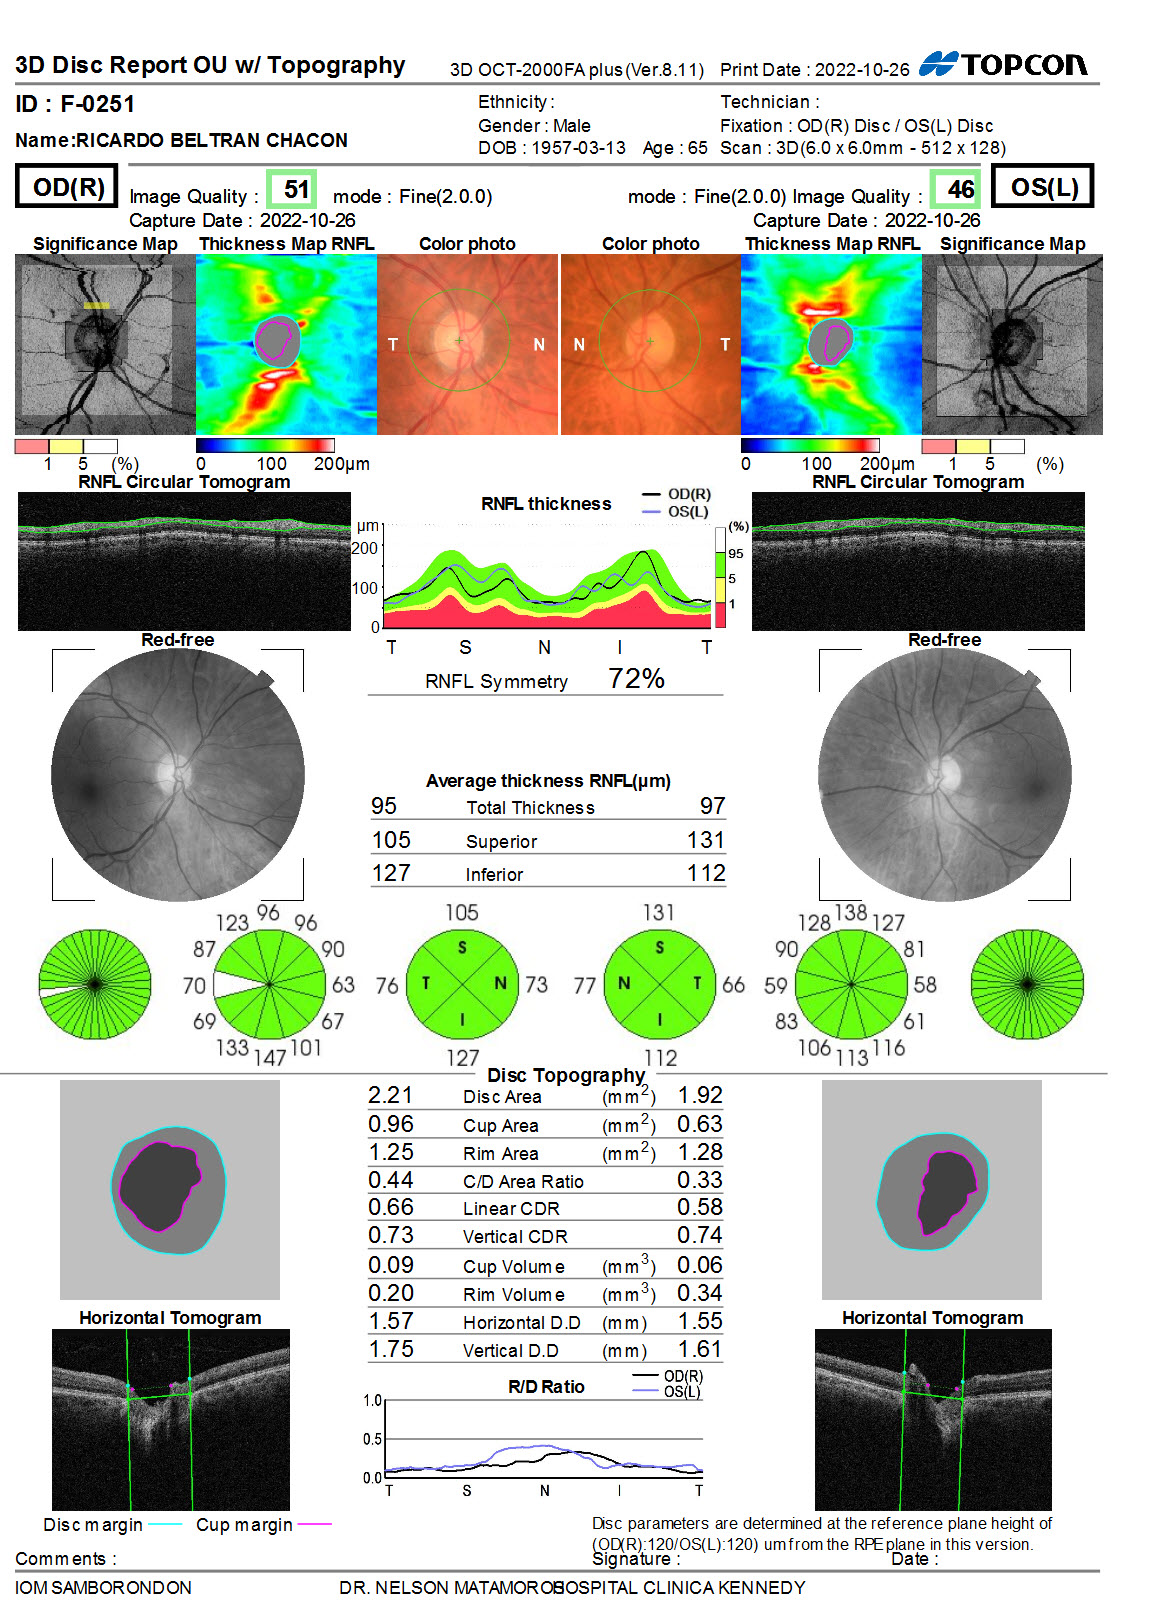 3D Disc Report OU w/ Topography 3D OCT-2000FA plus(Ver.8.11) Print Date : 2022-10-26 TOPCON
ID : F-0251 Ethnicity : Technician :
Gender : Male Fixation : OD(R) Disc / OS(L) Disc
Name:RICARDO BELTRAN CHACON DOB : 1957-03-13 Age : 65 Scan : 3D(6.0 x 6.0mm - 512 x 128)
OD(R) Image Quality : 51 mode : Fine(2.0.0) mode : Fine(2.0.0) Image Quality : 46 OS(L)
Capture Date : 2022-10-26 Capture Date : 2022-10-26
Significance Map Thickness Map RNFL Color photo Color photo Thickness Map RNFL Significance Map
T N N T
1 5 (%) 0 100 200µm 0 100 200µm 1 5 (%)
RNFL Circular Tomogram RNFL Circular Tomogram
RNFL thickness OD(R)
OS(L)
µm (%)
200 95
100 5
0 1
T S N I T
Red-free Red-free
RNFL Symmetry 72%
Average thickness RNFL(µm)
95 Total Thickness 97
105 Superior 131
127 Inferior 112
123 96 96 105 131 128 138 127
87 90 S S 90 81
70 63 76 T N 73 77 N T 66 59 58
69 67 I I 83 61
133 147 101 127 112 106 113 116
Disc Topography
2.21 Disc Area (mm2) 1.92
0.96 Cup Area (mm2) 0.63
1.25 Rim Area (mm2) 1.28
0.44 C/D Area Ratio 0.33
0.66 Linear CDR 0.58
0.73 Vertical CDR 0.74
0.09 Cup Volume (mm3) 0.06
0.20 Rim Volume (mm3) 0.34
1.57 Horizontal D.D (mm) 1.55
1.75 Vertical D.D (mm) 1.61
Horizontal Tomogram Horizontal Tomogram
R/D Ratio OD(R)
OS(L)
1.0
0.5
0.0
T S N I T
Disc margin Cup margin
Disc parameters are determined at the reference plane height of
(OD(R):120/OS(L):120) um from the RPE plane in this version.
Comments : Signature : Date :
IOM SAMBORONDON DR. NELSON MATAMOROS HOSPITAL CLINICA KENNEDY